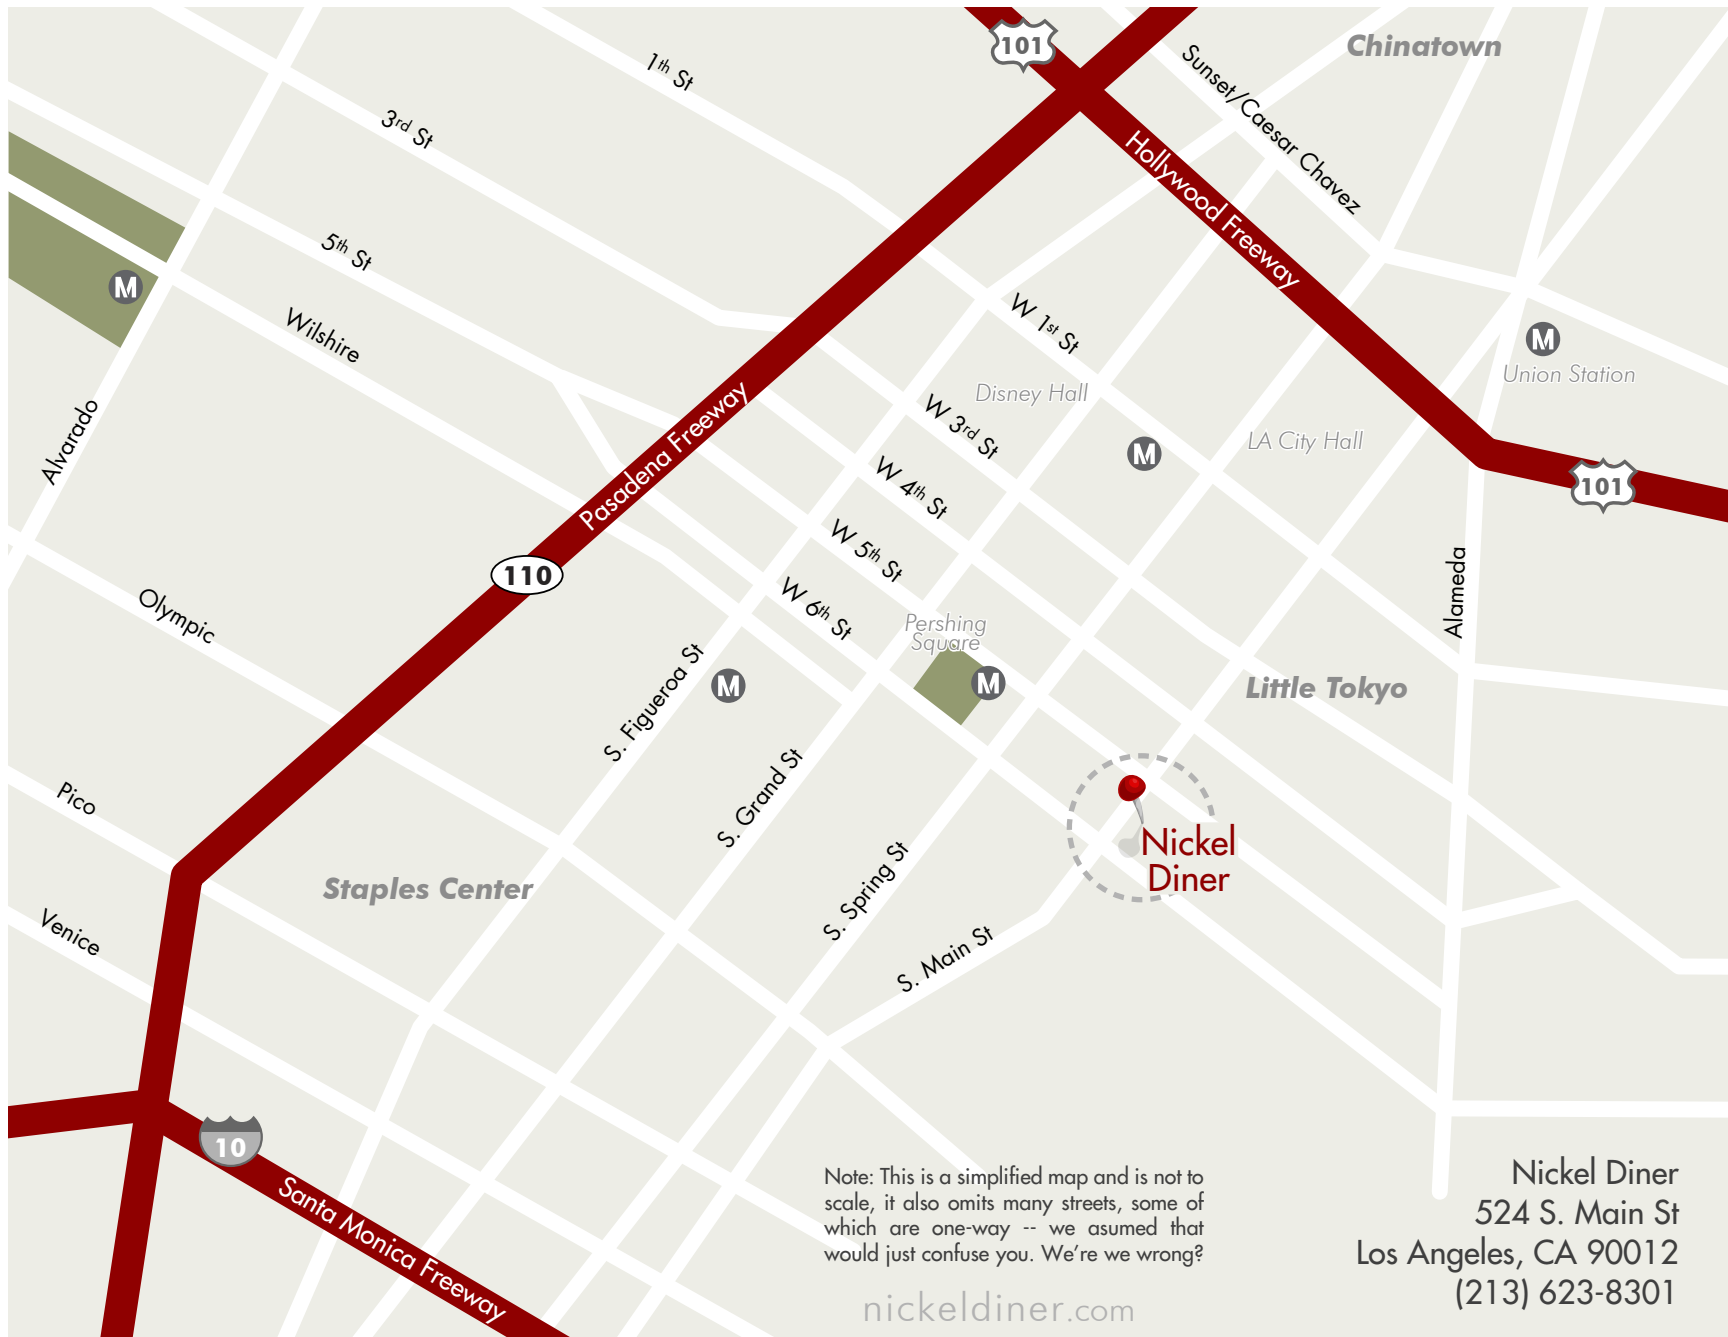 101
Chinatown
Sunset/Caesar Chavez
1th St
3rd St
Hollywood Freeway
5th St
M
Wilshire
W 1st St
M
Union Station
Disney Hall
W 3rd St
LA City Hall
M
Alvarado
Pasadena Freeway
W 4th St
101
W 5th St
110
Alameda
W 6th St
Olympic
Pershing
Square
M
M
Little Tokyo
S. Figueroa St
S. Grand St
Pico
Nickel
Diner
Staples Center
S. Spring St
Venice
S. Main St
10
Santa Monica Freeway
Note: This is a simplified map and is not to
scale, it also omits many streets, some of
which are one-way -- we asumed that
would just confuse you. We're we wrong?
nickeldiner.com
Nickel Diner
524 S. Main St
Los Angeles, CA 90012
(213) 623-8301